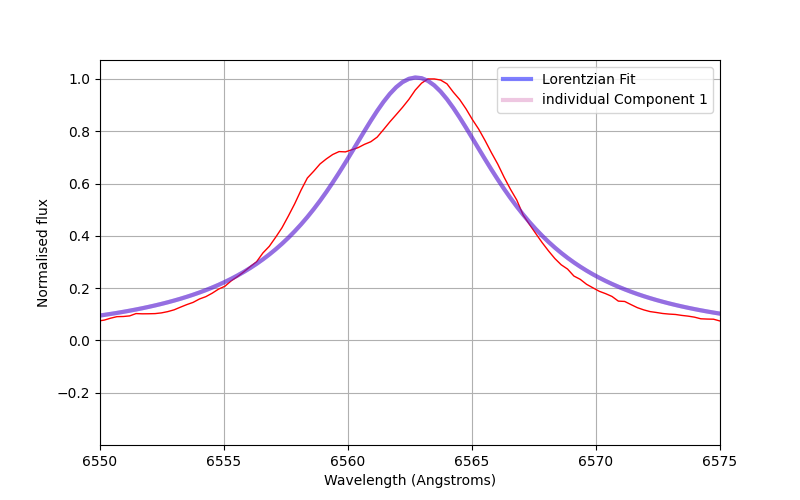 1.0
0.8
0.6
0.4
0.2
0.0
−0.2
Normalised flux
Lorentzian Fit
individual Component 1
6550 6555 6560 6565 6570 6575
Wavelength (Angstroms)